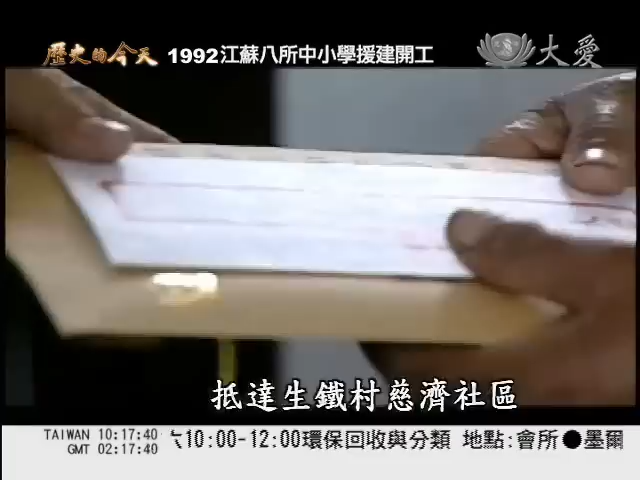 歷史的今天 1992江蘇八所中小學援建開工 大愛
抵達生鐵村慈濟社區
TAIWAN 10:17:40
GMT 02:17:40
10:00-12:00環保回收與分類 地點:會所●墨爾